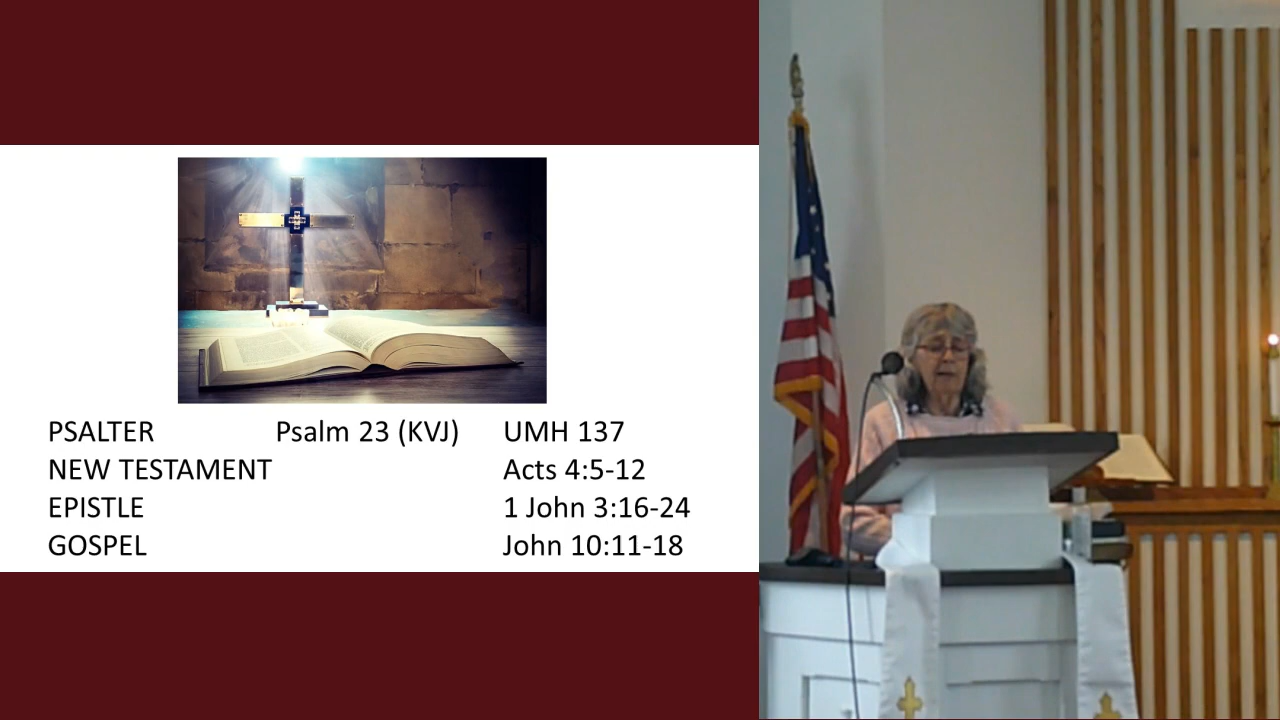 PSALTER Psalm 23 (KVJ) UMH 137
NEW TESTAMENT Acts 4:5-12
EPISTLE 1 John 3:16-24
GOSPEL John 10:11-18